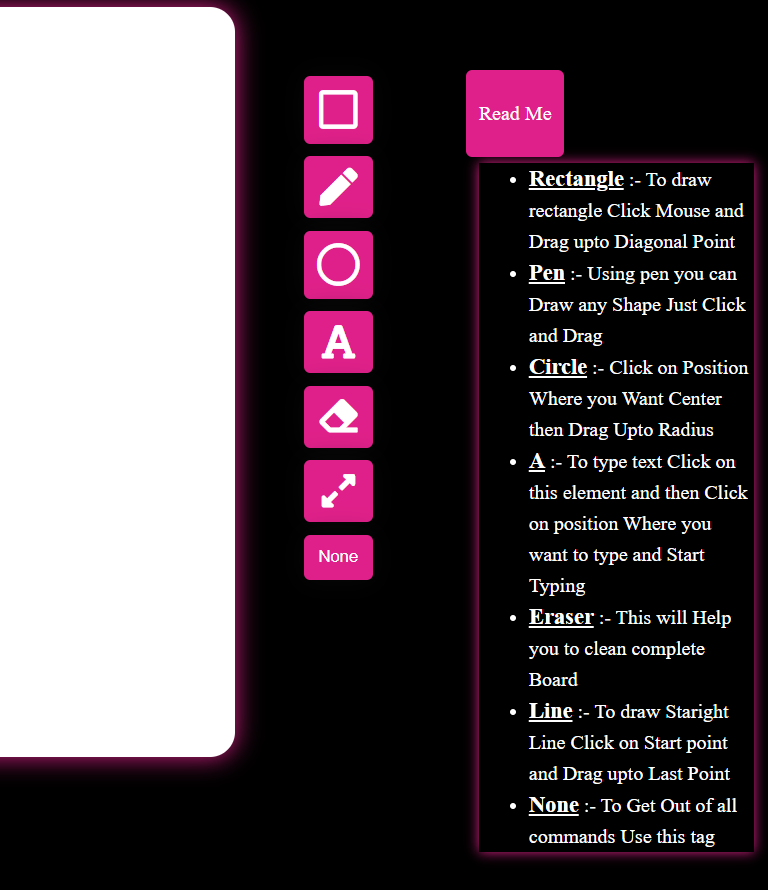 Read Me
• Rectangle :- To draw
rectangle Click Mouse and
Drag upto Diagonal Point
• Pen :- Using pen you can
Draw any Shape Just Click
and Drag
• Circle :- Click on Position
Where you Want Center
then Drag Upto Radius
A
• A :- To type text Click on
this element and then Click
on position Where you
want to type and Start
Typing
None
• Eraser :- This will Help
you to clean complete
Board
• Line :- To draw Staright
Line Click on Start point
and Drag upto Last Point
• None :- To Get Out of all
commands Use this tag